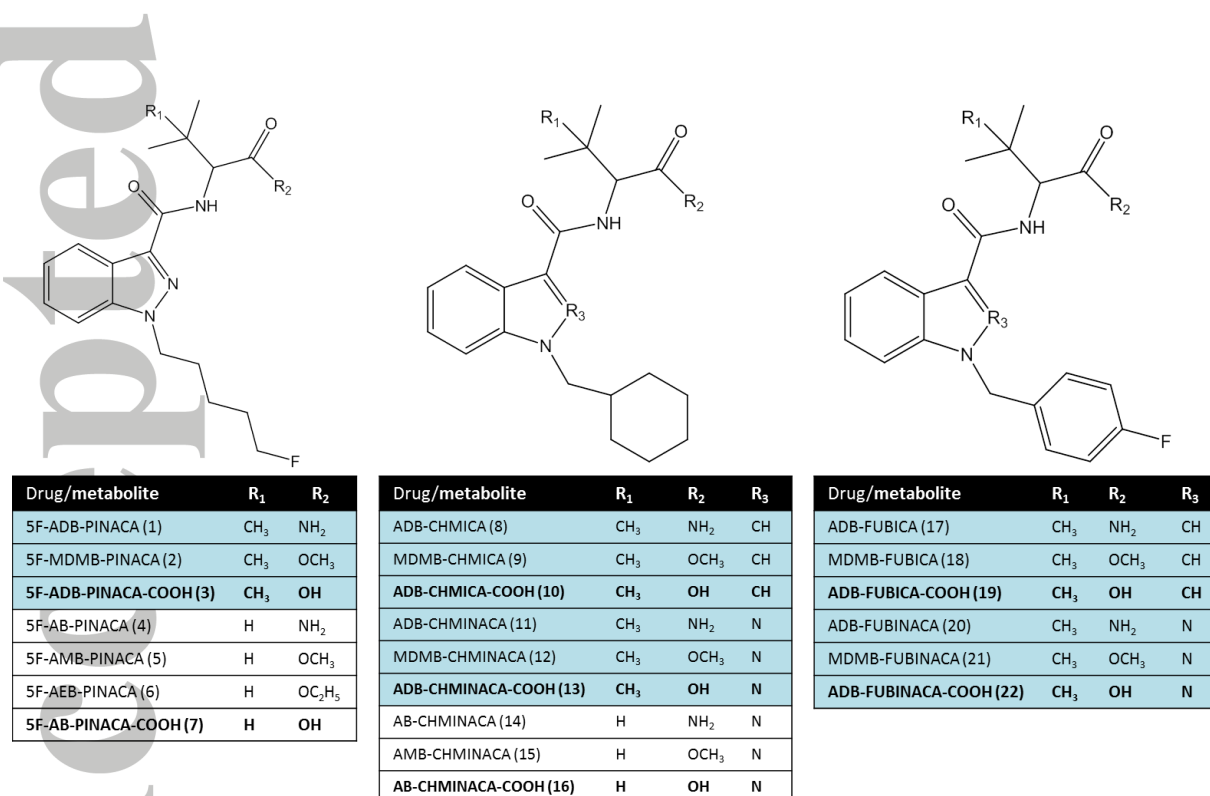 Accepted
R₁
O
R₂
O
NH
N
N
F
R₁
O
R₂
O
NH
R₃
N
R₁
O
R₂
O
NH
R₃
N
F
Drug/metabolite R₁ R₂
5F-ADB-PINACA (1) CH₃ NH₂
5F-MDMB-PINACA (2) CH₃ OCH₃
5F-ADB-PINACA-COOH (3) CH₃ OH
5F-AB-PINACA (4) H NH₂
5F-AMB-PINACA (5) H OCH₃
5F-AEB-PINACA (6) H OC₂H₅
5F-AB-PINACA-COOH (7) H OH
Drug/metabolite R₁ R₂ R₃
ADB-CHMICA (8) CH₃ NH₂ CH
MDMB-CHMICA (9) CH₃ OCH₃ CH
ADB-CHMICA-COOH (10) CH₃ OH CH
ADB-CHMINACA (11) CH₃ NH₂ N
MDMB-CHMINACA (12) CH₃ OCH₃ N
ADB-CHMINACA-COOH (13) CH₃ OH N
AB-CHMINACA (14) H NH₂ N
AMB-CHMINACA (15) H OCH₃ N
AB-CHMINACA-COOH (16) H OH N
Drug/metabolite R₁ R₂ R₃
ADB-FUBICA (17) CH₃ NH₂ CH
MDMB-FUBICA (18) CH₃ OCH₃ CH
ADB-FUBICA-COOH (19) CH₃ OH CH
ADB-FUBINACA (20) CH₃ NH₂ N
MDMB-FUBINACA (21) CH₃ OCH₃ N
ADB-FUBINACA-COOH (22) CH₃ OH N